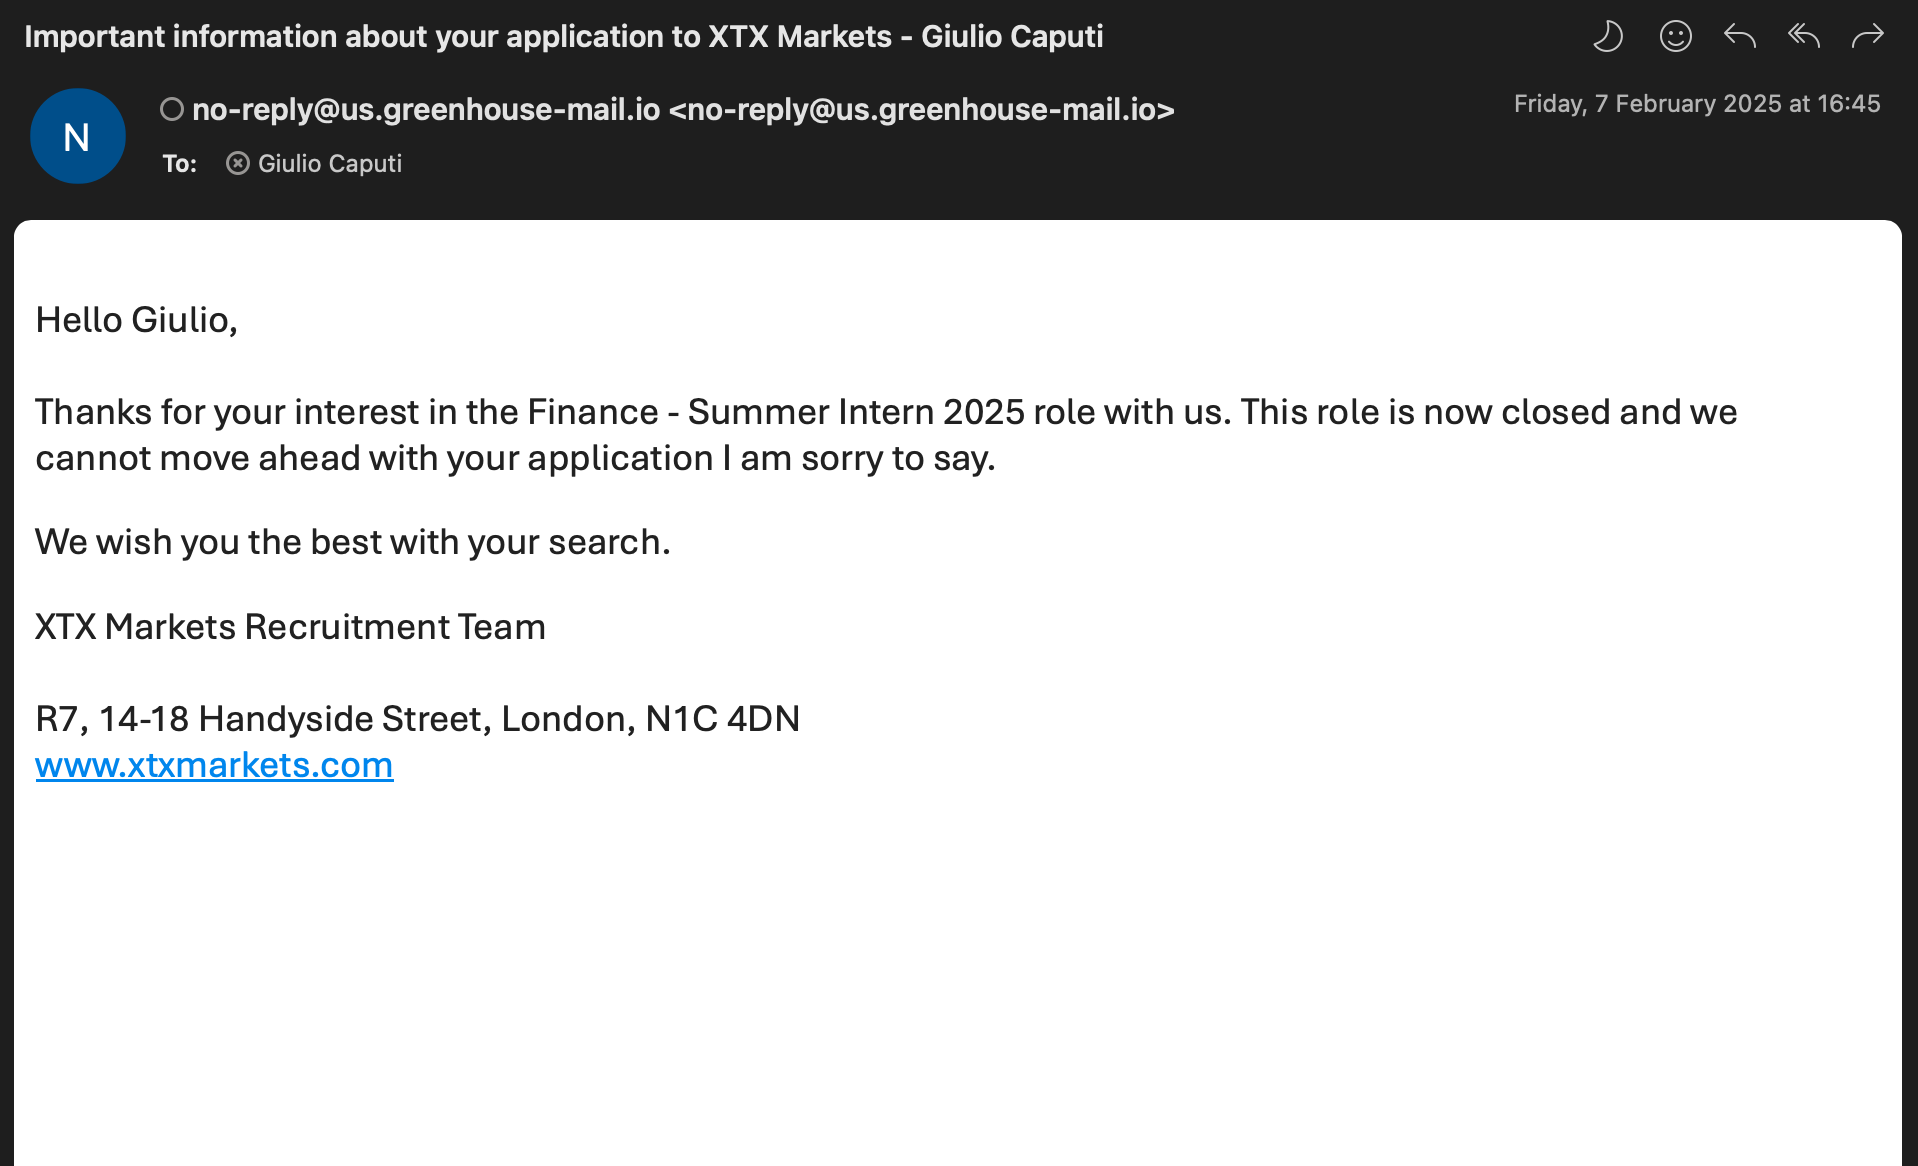 Important information about your application to XTX Markets - Giulio Caputi
N
no-reply@us.greenhouse-mail.io <no-reply@us.greenhouse-mail.io>
Friday, 7 February 2025 at 16:45
To: Giulio Caputi
Hello Giulio,
Thanks for your interest in the Finance - Summer Intern 2025 role with us. This role is now closed and we
cannot move ahead with your application I am sorry to say.
We wish you the best with your search.
XTX Markets Recruitment Team
R7, 14-18 Handyside Street, London, N1C 4DN
www.xtxmarkets.com